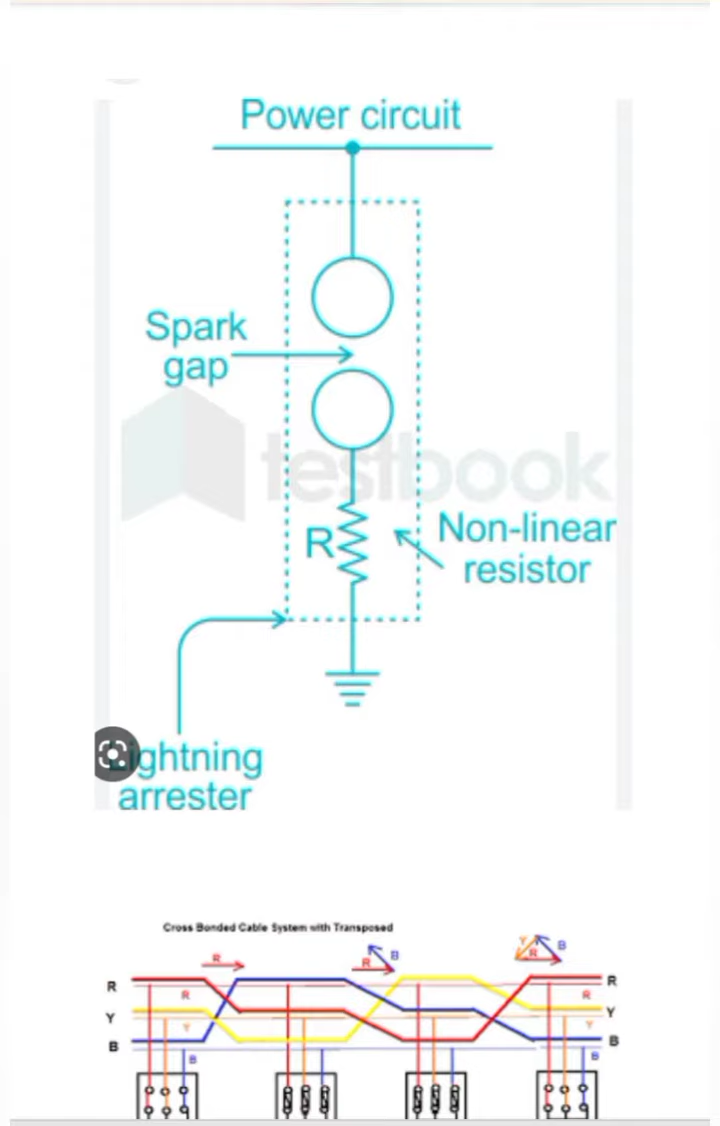 Power circuit
Spark
gap
testbook
R
Non-linear
resistor
Lightning
arrester
Cross Bonded Cable System with Transposed
R
R
B
Y
B
R
R
R
R
R
Y
Y
Y
Y
B
B
B
B